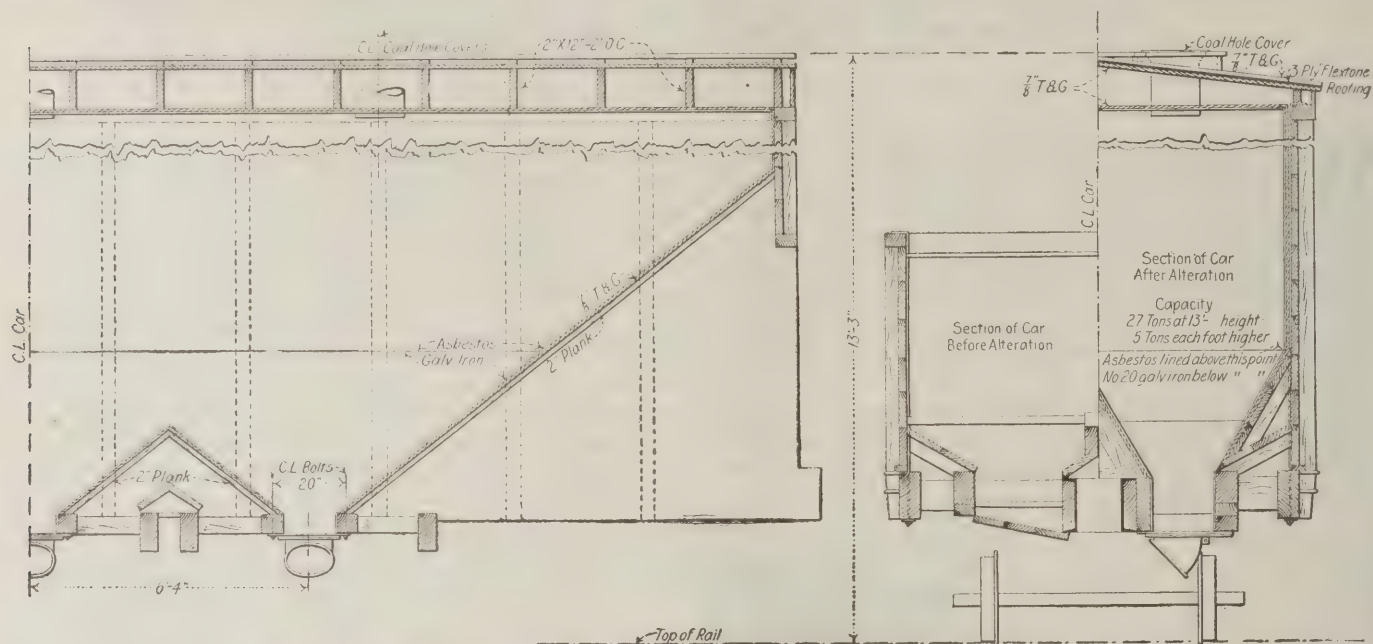 C.L. Coal Hole Covers
2"X12"-2' O.C.
Coal Hole Cover
⅞" T&G
3 Ply Flextone
Roofing
⅞" T&G
C.L. Car
C.L. Car
13'-3"
Section of Car
After Alteration
Capacity
27 Tons at 13'- height
5 Tons each foot higher
Asbestos lined above this point
No 20 galv iron below " "
Section of Car
Before Alteration
T&G
2" Plank
Asbestos
Galv Iron
2" Plank
C.L. Bolts
20"
6'-4"
Top of Rail